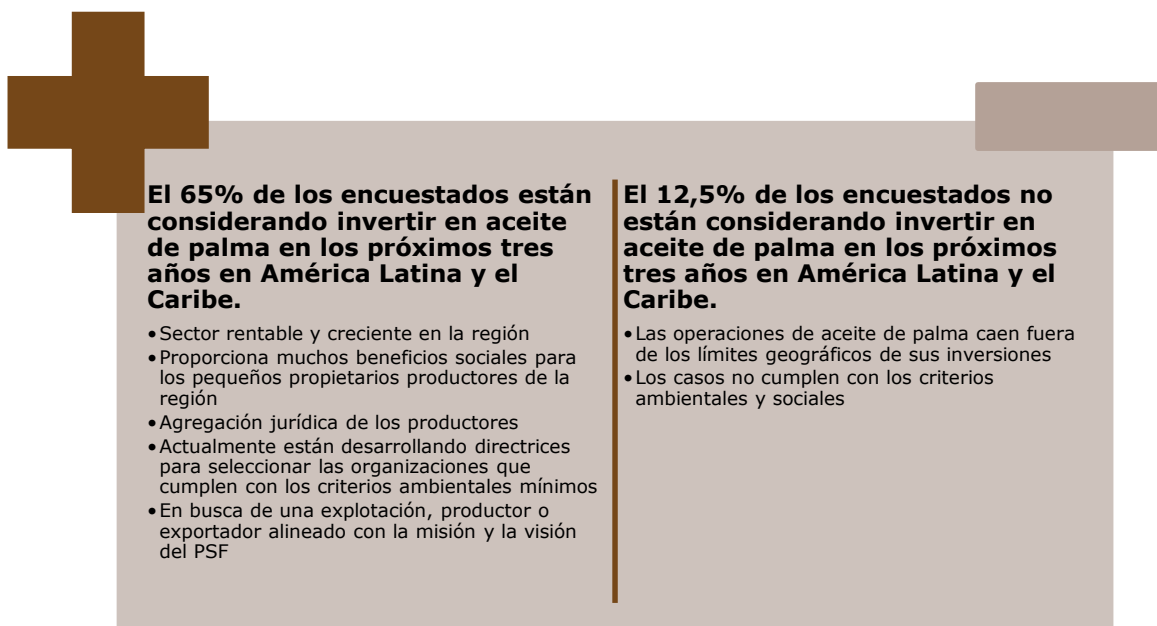 El 65% de los encuestados están
considerando invertir en aceite
de palma en los próximos tres
años en América Latina y el
Caribe.
•Sector rentable y creciente en la región
•Proporciona muchos beneficios sociales para
los pequeños propietarios productores de la
región
•Agregación jurídica de los productores
•Actualmente están desarrollando directrices
para seleccionar las organizaciones que
cumplen con los criterios ambientales mínimos
•En busca de una explotación, productor o
exportador alineado con la misión y la visión
del PSF
El 12,5% de los encuestados no
están considerando invertir en
aceite de palma en los próximos
tres años en América Latina y el
Caribe.
•Las operaciones de aceite de palma caen fuera
de los límites geográficos de sus inversiones
•Los casos no cumplen con los criterios
ambientales y sociales